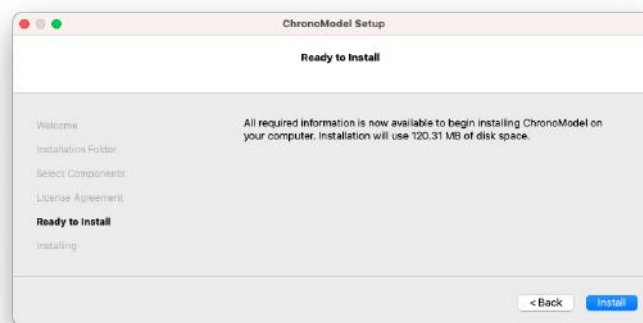 ChronoModel Setup
Ready to Install
All required information is now available to begin installing ChronoModel on
your computer. Installation will use 120.31 MB of disk space.
Welcome
Installation Folder
Select Components
License Agreement
Ready to Install
Installing
< Back
Install